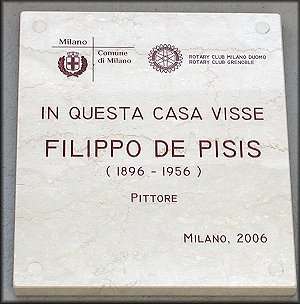 Milano
Comune
di Milano
ROTARY CLUB MILANO DUOMO
ROTARY CLUB GRENOBLE
IN QUESTA CASA VISSE
FILIPPO DE PISIS
( 1896 - 1956 )
PITTORE
MILANO, 2006